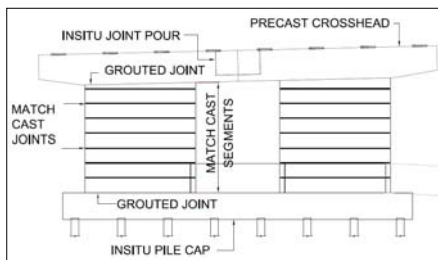 PRECAST CROSSHEAD
INSITU JOINT POUR
GROUTED JOINT
MATCH
CAST
JOINTS
MATCH CAST
SEGMENTS
GROUTED JOINT
INSITU PILE CAP